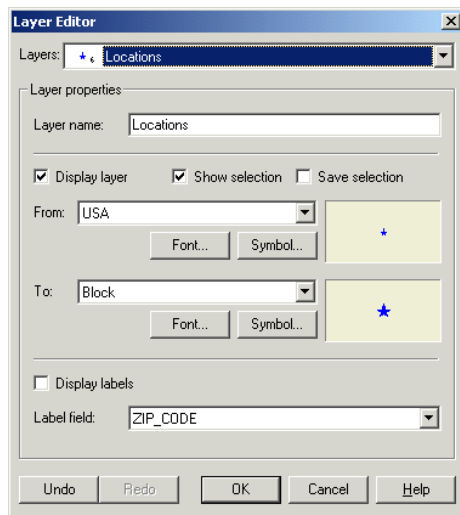 Layer Editor
Layers: 6 Locations
Layer properties
Layer name: Locations
Display layer Show selection Save selection
From: USA
Font... Symbol...
To: Block
Font... Symbol...
Display labels
Label field: ZIP_CODE
Undo Redo OK Cancel Help